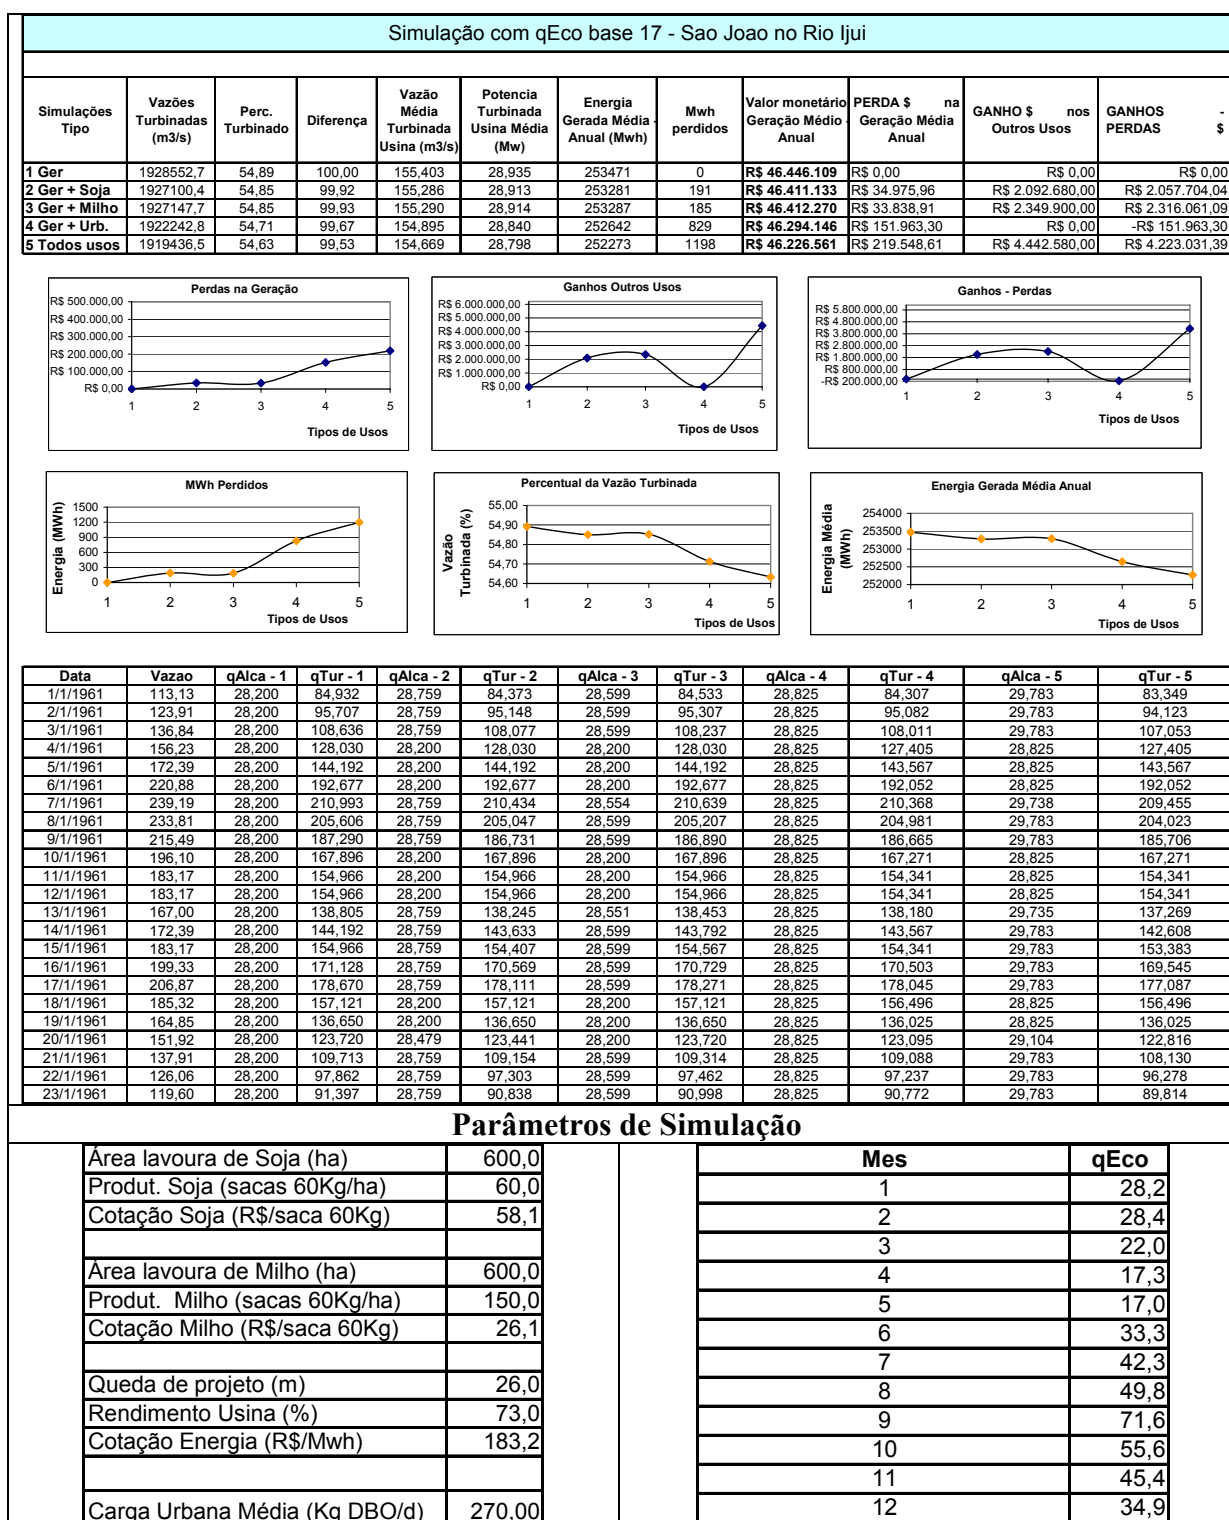 Simulação com qEco base 17 - Sao Joao no Rio Ijui
Simulações Tipo | Vazões Turbinadas (m3/s) | Perc. Turbinado | Diferença | Vazão Média Turbinada Usina (m3/s) | Potencia Turbinada Usina Média (Mw) | Energia Gerada Média - Anual (Mwh) | Mwh perdidos | Valor monetário Geração Médio - Anual | PERDA $ na Geração Média Anual | GANHO $ nos Outros Usos | GANHOS - PERDAS $
1 Ger | 1928552,7 | 54,89 | 100,00 | 155,403 | 28,935 | 253471 | 0 | R$ 46.446.109 | R$ 0,00 | R$ 0,00 | R$ 0,00
2 Ger + Soja | 1927100,4 | 54,85 | 99,92 | 155,286 | 28,913 | 253281 | 191 | R$ 46.411.133 | R$ 34.975,96 | R$ 2.092.680,00 | R$ 2.057.704,04
3 Ger + Milho | 1927147,7 | 54,85 | 99,93 | 155,290 | 28,914 | 253287 | 185 | R$ 46.412.270 | R$ 33.838,91 | R$ 2.349.900,00 | R$ 2.316.061,09
4 Ger + Urb. | 1922242,8 | 54,71 | 99,67 | 154,895 | 28,840 | 252642 | 829 | R$ 46.294.146 | R$ 151.963,30 | R$ 0,00 | -R$ 151.963,30
5 Todos usos | 1919436,5 | 54,63 | 99,53 | 154,669 | 28,798 | 252273 | 1198 | R$ 46.226.561 | R$ 219.548,61 | R$ 4.442.580,00 | R$ 4.223.031,39
Perdas na Geração
R$ 500.000,00
R$ 400.000,00
R$ 300.000,00
R$ 200.000,00
R$ 100.000,00
R$ 0,00
1 2 3 4 5
Tipos de Usos
Ganhos Outros Usos
R$ 6.000.000,00
R$ 5.000.000,00
R$ 4.000.000,00
R$ 3.000.000,00
R$ 2.000.000,00
R$ 1.000.000,00
R$ 0,00
1 2 3 4 5
Tipos de Usos
Ganhos - Perdas
R$ 5.800.000,00
R$ 4.800.000,00
R$ 3.800.000,00
R$ 2.800.000,00
R$ 1.800.000,00
R$ 800.000,00
-R$ 200.000,00
1 2 3 4 5
Tipos de Usos
MWh Perdidos
Energia (MWh)
1500
1200
900
600
300
0
1 2 3 4 5
Tipos de Usos
Percentual da Vazão Turbinada
Vazão Turbinada (%)
55,00
54,90
54,80
54,70
54,60
1 2 3 4 5
Tipos de Usos
Energia Gerada Média Anual
Energia Média (MWh)
254000
253500
253000
252500
252000
1 2 3 4 5
Tipos de Usos
Data | Vazao | qAlca - 1 | qTur - 1 | qAlca - 2 | qTur - 2 | qAlca - 3 | qTur - 3 | qAlca - 4 | qTur - 4 | qAlca - 5 | qTur - 5
1/1/1961 | 113,13 | 28,200 | 84,932 | 28,759 | 84,373 | 28,599 | 84,533 | 28,825 | 84,307 | 29,783 | 83,349
2/1/1961 | 123,91 | 28,200 | 95,707 | 28,759 | 95,148 | 28,599 | 95,307 | 28,825 | 95,082 | 29,783 | 94,123
3/1/1961 | 136,84 | 28,200 | 108,636 | 28,759 | 108,077 | 28,599 | 108,237 | 28,825 | 108,011 | 29,783 | 107,053
4/1/1961 | 156,23 | 28,200 | 128,030 | 28,200 | 128,030 | 28,200 | 128,030 | 28,825 | 127,405 | 28,825 | 127,405
5/1/1961 | 172,39 | 28,200 | 144,192 | 28,200 | 144,192 | 28,200 | 144,192 | 28,825 | 143,567 | 28,825 | 143,567
6/1/1961 | 220,88 | 28,200 | 192,677 | 28,200 | 192,677 | 28,200 | 192,677 | 28,825 | 192,052 | 28,825 | 192,052
7/1/1961 | 239,19 | 28,200 | 210,993 | 28,759 | 210,434 | 28,554 | 210,639 | 28,825 | 210,368 | 29,738 | 209,455
8/1/1961 | 233,81 | 28,200 | 205,606 | 28,759 | 205,047 | 28,599 | 205,207 | 28,825 | 204,981 | 29,783 | 204,023
9/1/1961 | 215,49 | 28,200 | 187,290 | 28,759 | 186,731 | 28,599 | 186,890 | 28,825 | 186,665 | 29,783 | 185,706
10/1/1961 | 196,10 | 28,200 | 167,896 | 28,200 | 167,896 | 28,200 | 167,896 | 28,825 | 167,271 | 28,825 | 167,271
11/1/1961 | 183,17 | 28,200 | 154,966 | 28,200 | 154,966 | 28,200 | 154,966 | 28,825 | 154,341 | 28,825 | 154,341
12/1/1961 | 183,17 | 28,200 | 154,966 | 28,200 | 154,966 | 28,200 | 154,966 | 28,825 | 154,341 | 28,825 | 154,341
13/1/1961 | 167,00 | 28,200 | 138,805 | 28,759 | 138,245 | 28,551 | 138,453 | 28,825 | 138,180 | 29,735 | 137,269
14/1/1961 | 172,39 | 28,200 | 144,192 | 28,759 | 143,633 | 28,599 | 143,792 | 28,825 | 143,567 | 29,783 | 142,608
15/1/1961 | 183,17 | 28,200 | 154,966 | 28,759 | 154,407 | 28,599 | 154,567 | 28,825 | 154,341 | 29,783 | 153,383
16/1/1961 | 199,33 | 28,200 | 171,128 | 28,759 | 170,569 | 28,599 | 170,729 | 28,825 | 170,503 | 29,783 | 169,545
17/1/1961 | 206,87 | 28,200 | 178,670 | 28,759 | 178,111 | 28,599 | 178,271 | 28,825 | 178,045 | 29,783 | 177,087
18/1/1961 | 185,32 | 28,200 | 157,121 | 28,200 | 157,121 | 28,200 | 157,121 | 28,825 | 156,496 | 28,825 | 156,496
19/1/1961 | 164,85 | 28,200 | 136,650 | 28,200 | 136,650 | 28,200 | 136,650 | 28,825 | 136,025 | 28,825 | 136,025
20/1/1961 | 151,92 | 28,200 | 123,720 | 28,479 | 123,441 | 28,200 | 123,720 | 28,825 | 123,095 | 29,104 | 122,816
21/1/1961 | 137,91 | 28,200 | 109,713 | 28,759 | 109,154 | 28,599 | 109,314 | 28,825 | 109,088 | 29,783 | 108,130
22/1/1961 | 126,06 | 28,200 | 97,862 | 28,759 | 97,303 | 28,599 | 97,462 | 28,825 | 97,237 | 29,783 | 96,278
23/1/1961 | 119,60 | 28,200 | 91,397 | 28,759 | 90,838 | 28,599 | 90,998 | 28,825 | 90,772 | 29,783 | 89,814
Parâmetros de Simulação
Área lavoura de Soja (ha) | 600,0
Produt. Soja (sacas 60Kg/ha) | 60,0
Cotação Soja (R$/saca 60Kg) | 58,1
Área lavoura de Milho (ha) | 600,0
Produt. Milho (sacas 60Kg/ha) | 150,0
Cotação Milho (R$/saca 60Kg) | 26,1
Queda de projeto (m) | 26,0
Rendimento Usina (%) | 73,0
Cotação Energia (R$/Mwh) | 183,2
Carga Urbana Média (Kg DBO/d) | 270,00
Mes | qEco
1 | 28,2
2 | 28,4
3 | 22,0
4 | 17,3
5 | 17,0
6 | 33,3
7 | 42,3
8 | 49,8
9 | 71,6
10 | 55,6
11 | 45,4
12 | 34,9